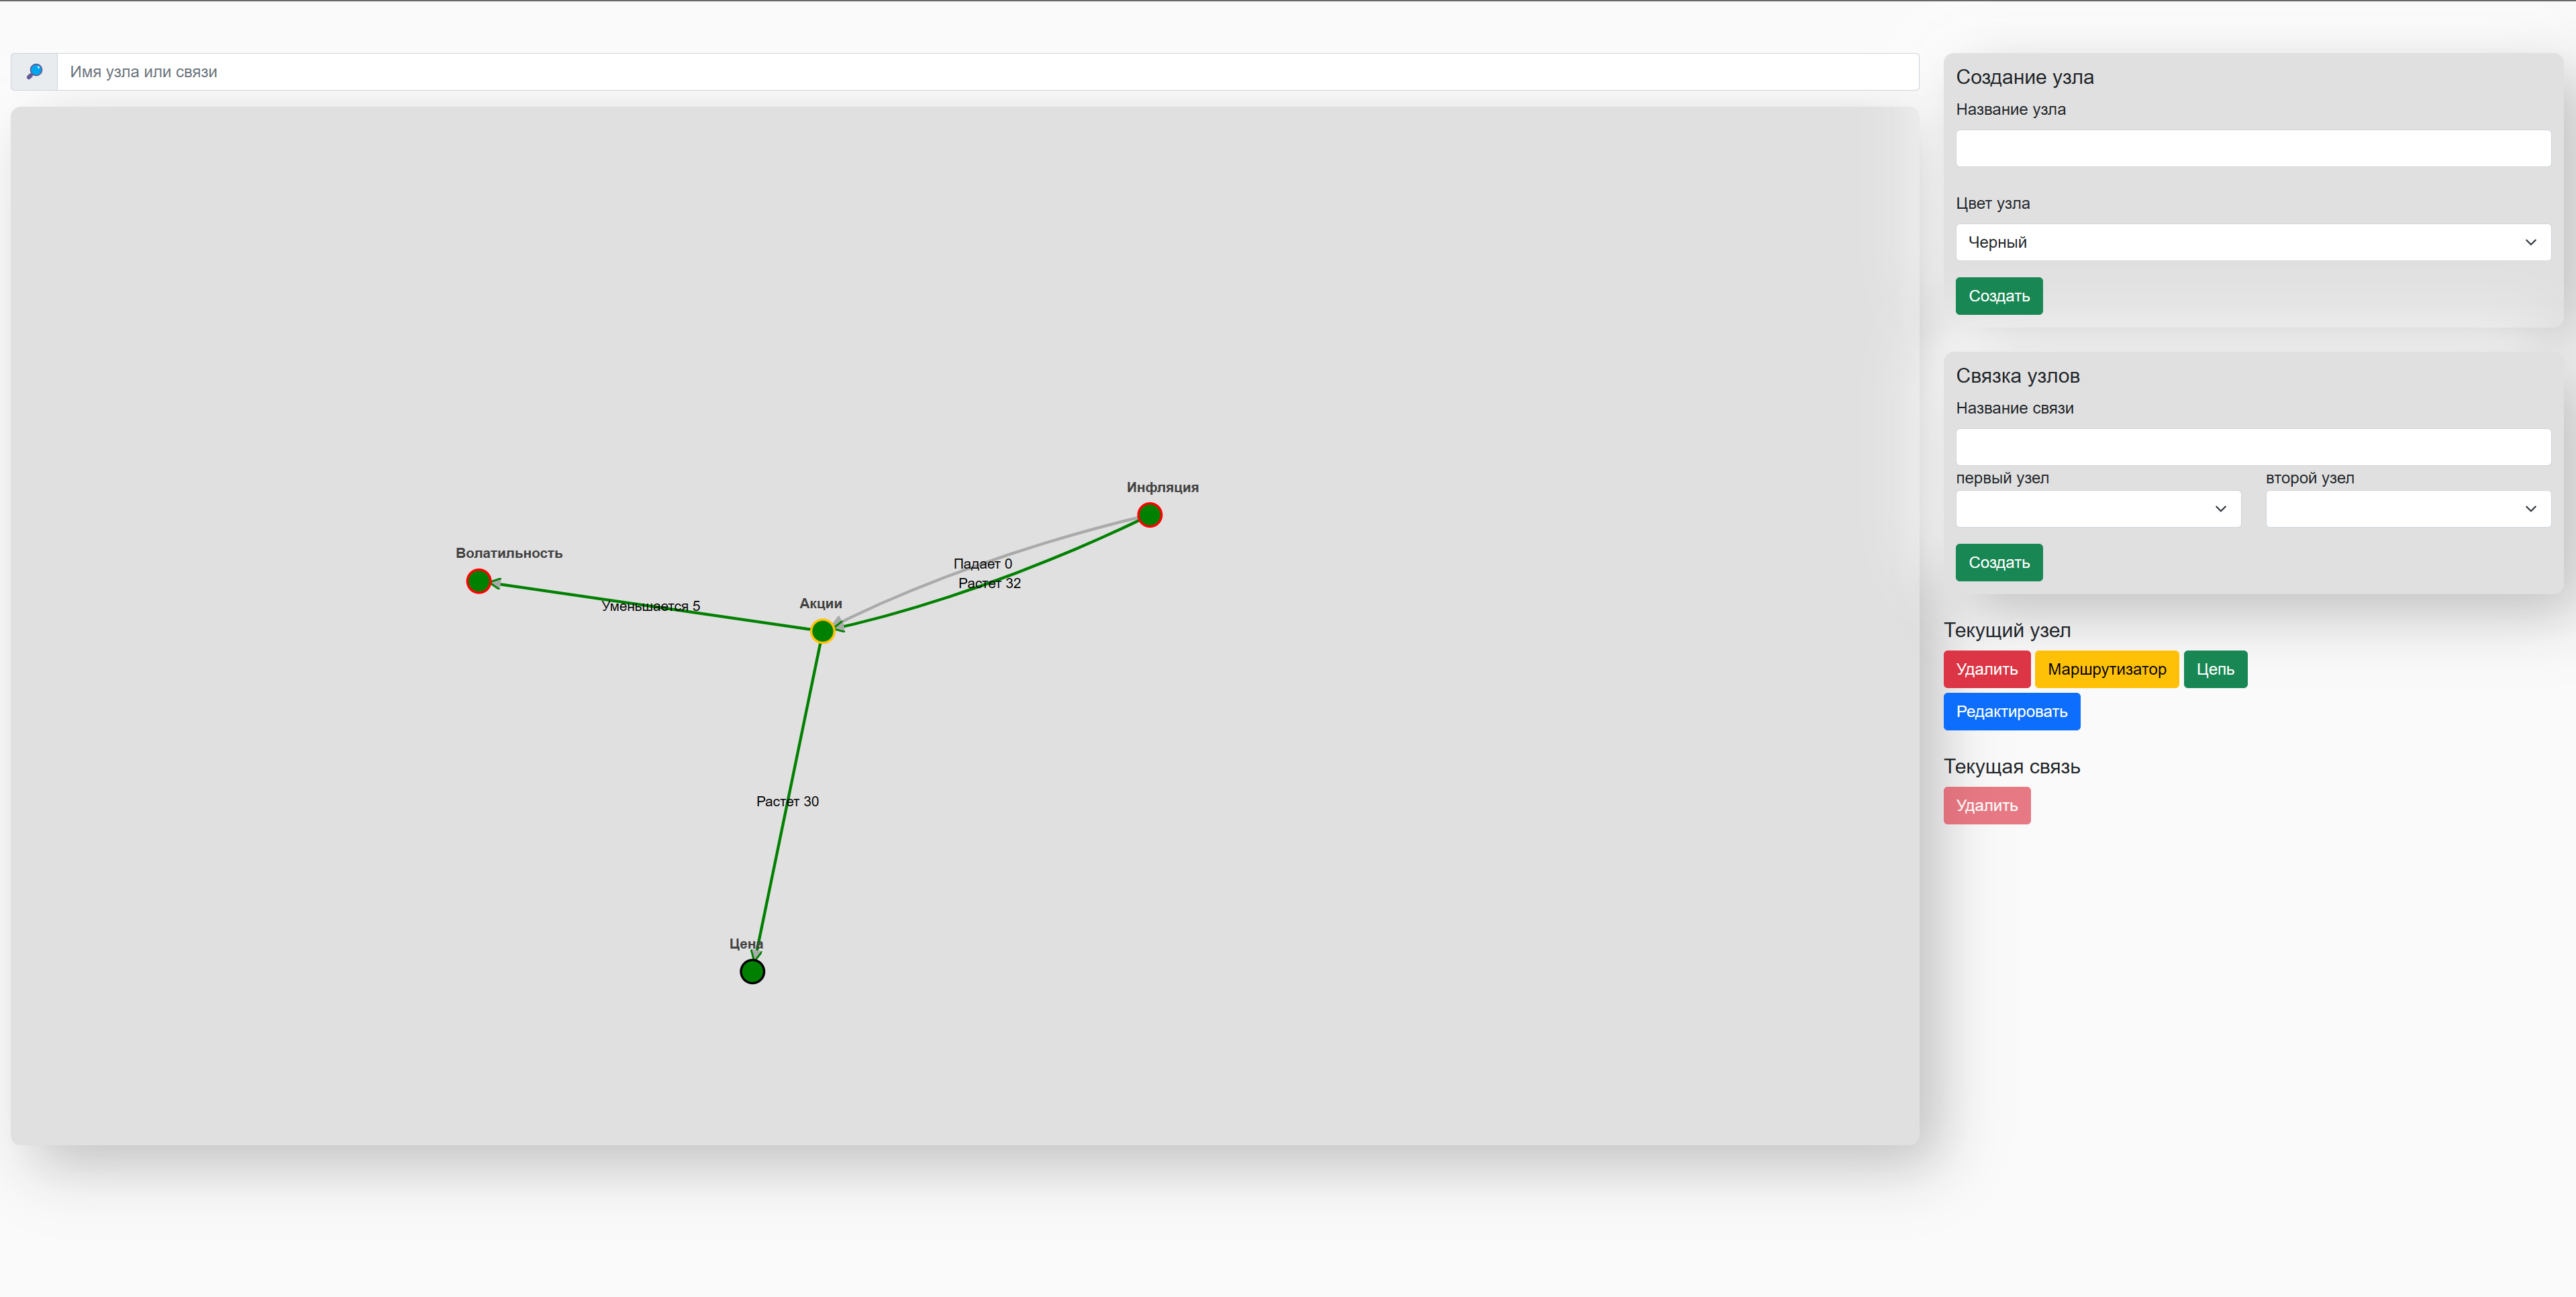 Имя узла или связи
Инфляция
Волатильность
Падает 0
Растет 32
Акции
Уменьшается 5
Растет 30
Цена
Создание узла
Название узла
Цвет узла
Черный
Создать
Связка узлов
Название связи
первый узел второй узел
Создать
Текущий узел
Удалить Маршрутизатор Цепь
Редактировать
Текущая связь
Удалить